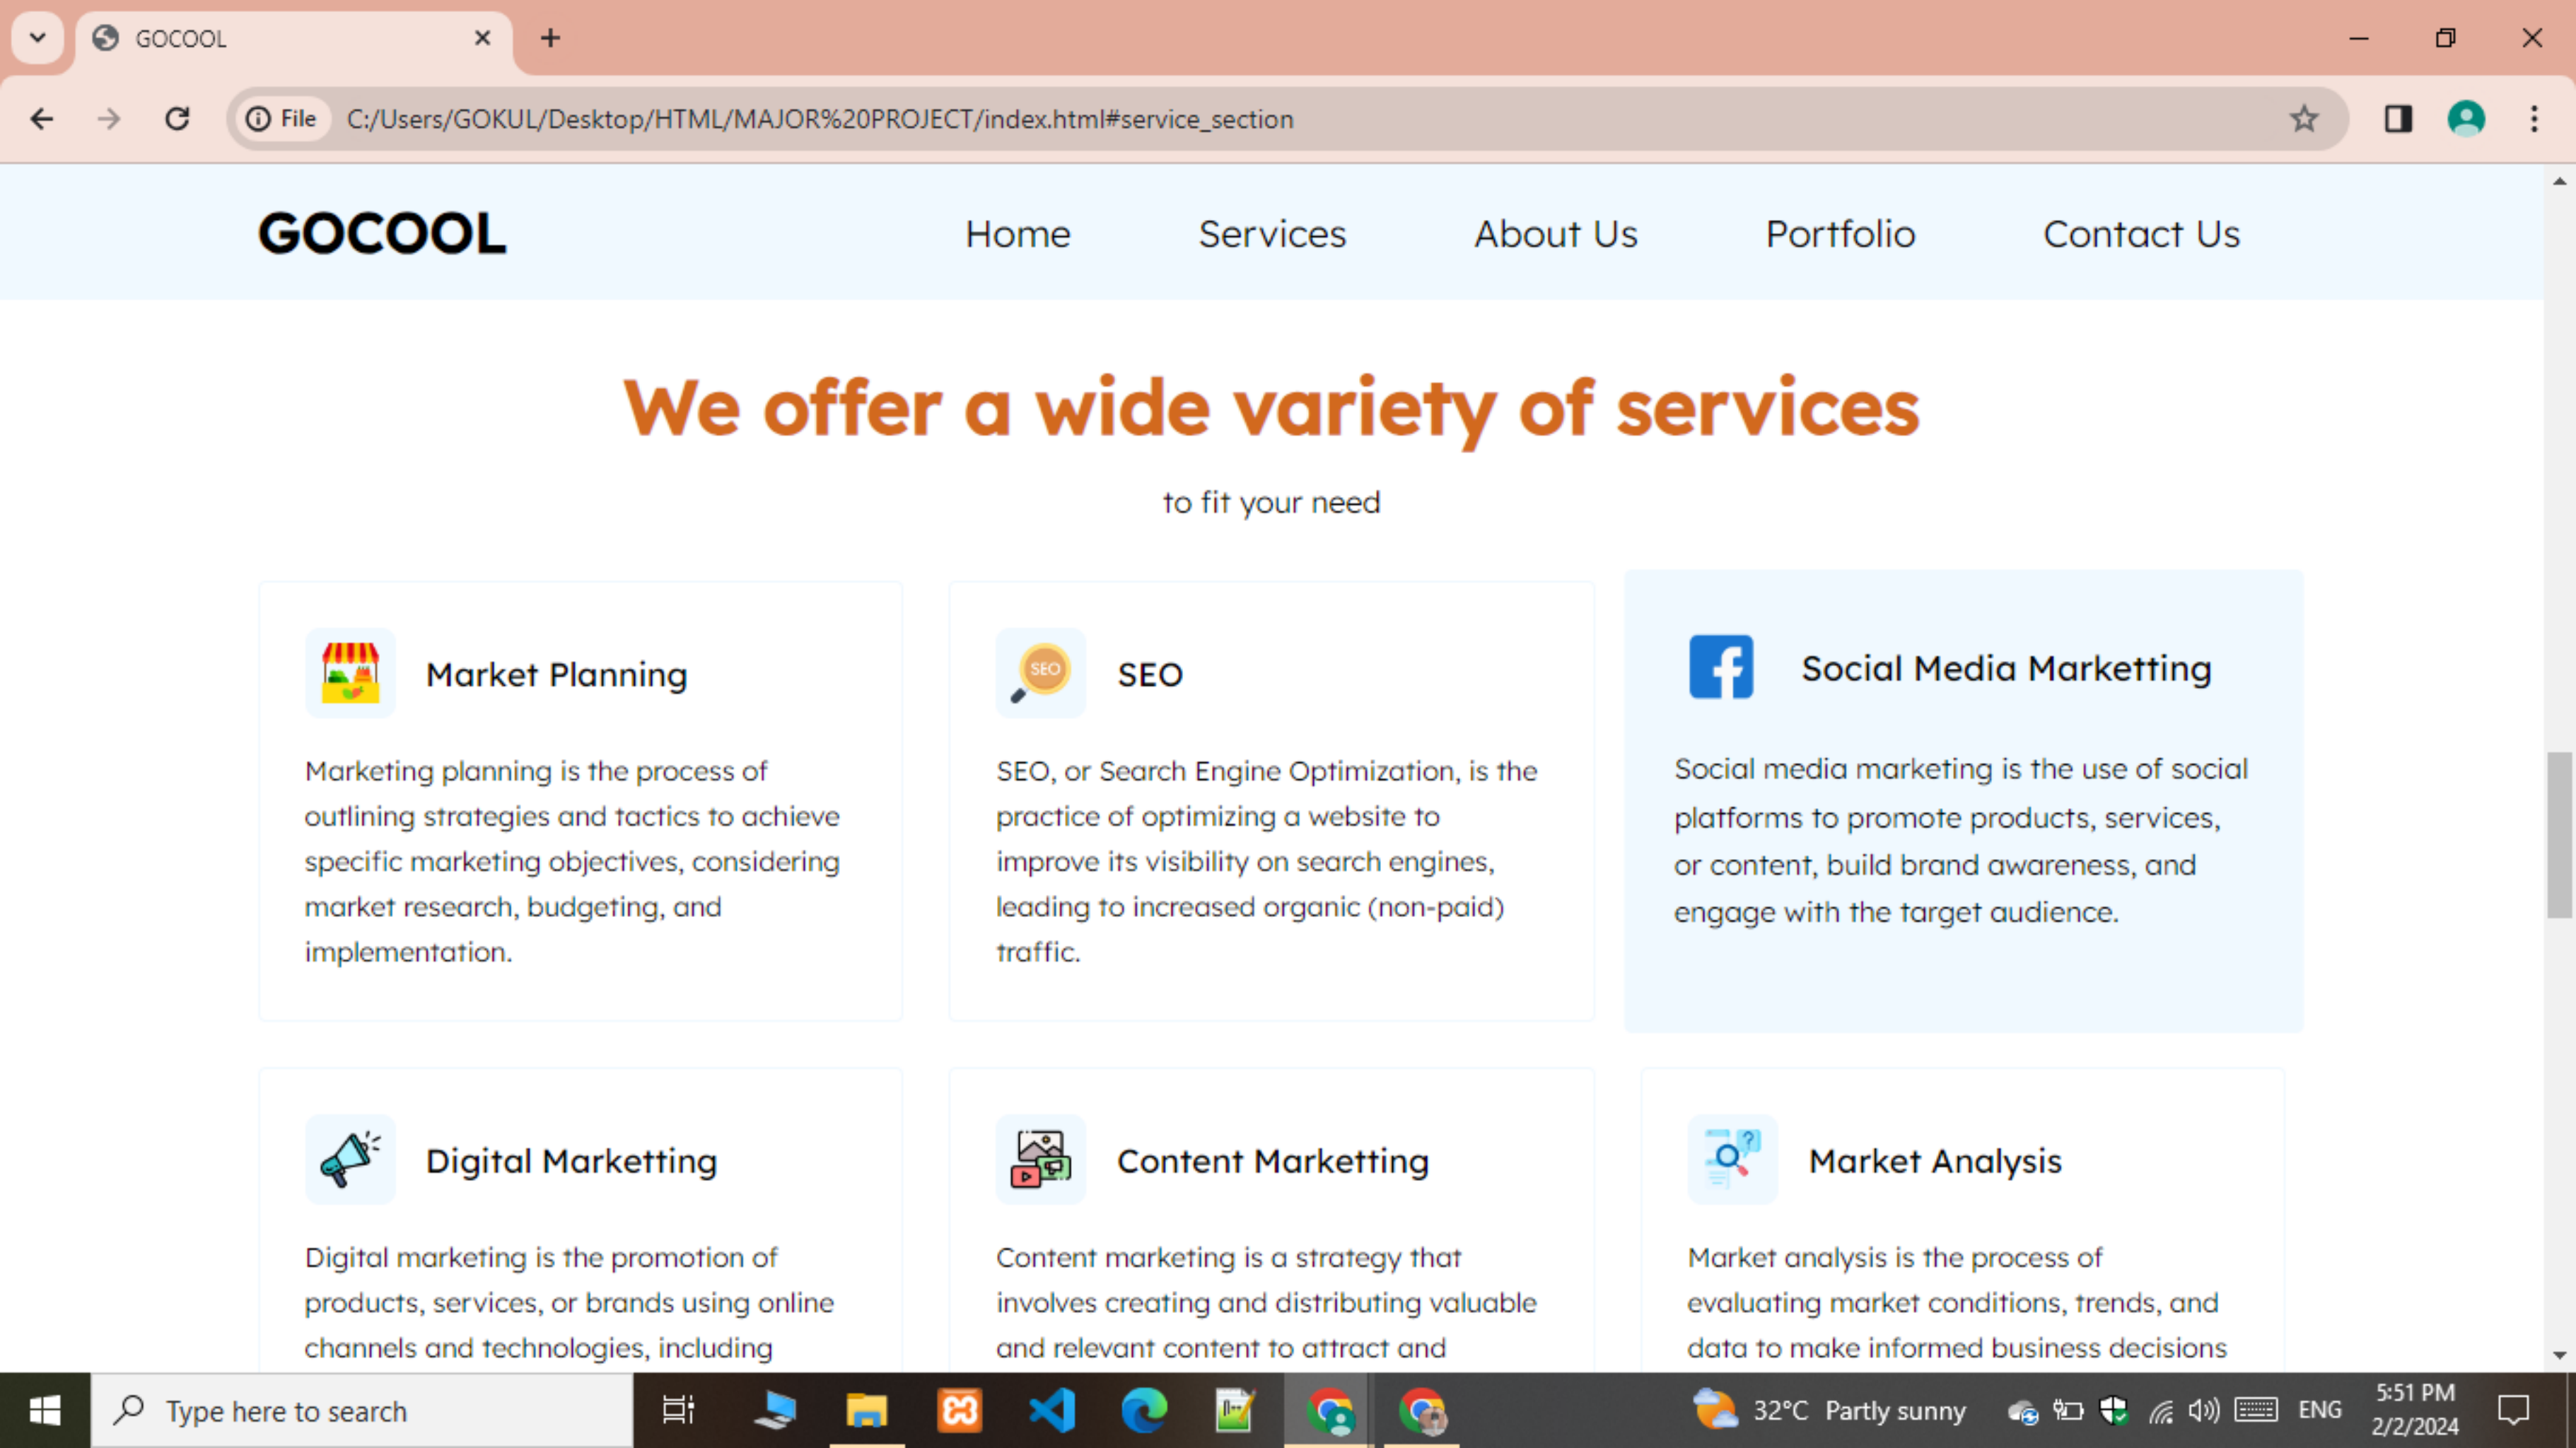 GOCOOL
File C:/Users/GOKUL/Desktop/HTML/MAJOR%20PROJECT/index.html#service_section
GOCOOL Home Services About Us Portfolio Contact Us
We offer a wide variety of services
to fit your need
Market Planning
Marketing planning is the process of
outlining strategies and tactics to achieve
specific marketing objectives, considering
market research, budgeting, and
implementation.
SEO
SEO
SEO, or Search Engine Optimization, is the
practice of optimizing a website to
improve its visibility on search engines,
leading to increased organic (non-paid)
traffic.
Social Media Marketting
Social media marketing is the use of social
platforms to promote products, services,
or content, build brand awareness, and
engage with the target audience.
Digital Marketting
Digital marketing is the promotion of
products, services, or brands using online
channels and technologies, including
Content Marketting
Content marketing is a strategy that
involves creating and distributing valuable
and relevant content to attract and
Market Analysis
Market analysis is the process of
evaluating market conditions, trends, and
data to make informed business decisions
Type here to search
32°C Partly sunny
ENG
5:51 PM
2/2/2024